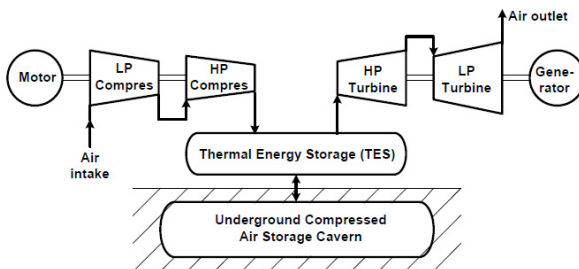 Motor
LP
Compres
HP
Compres
HP
Turbine
LP
Turbine
Gene-
rator
Air outlet
Air
intake
Thermal Energy Storage (TES)
Underground Compressed
Air Storage Cavern